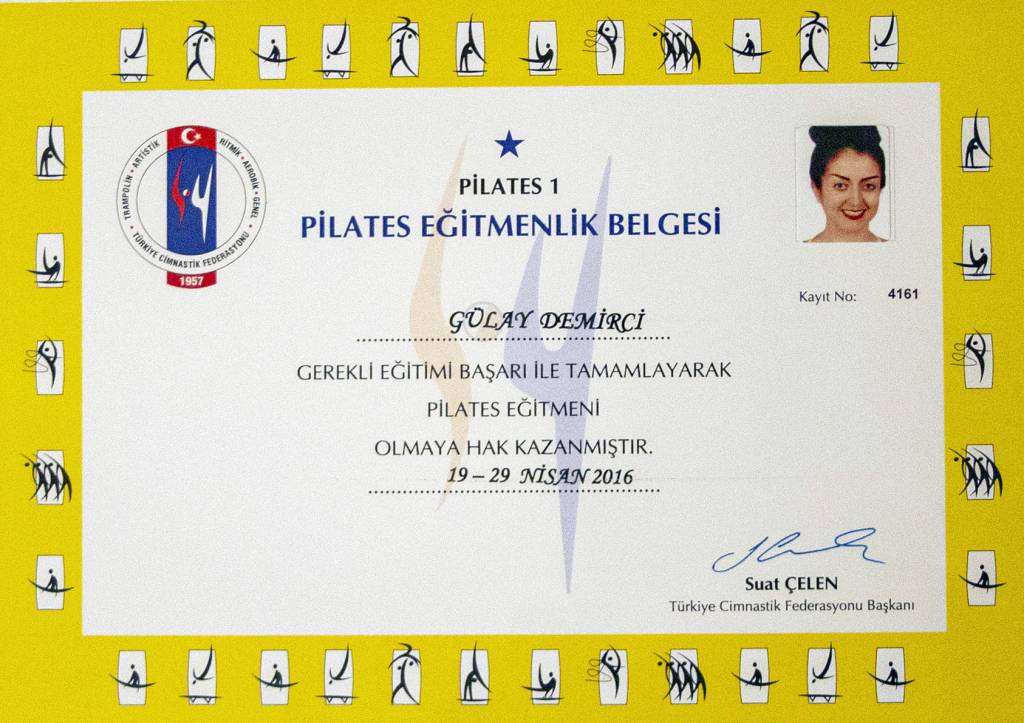 TRAMPOLİN • ARTİSTİK
RİTMİK • AEROBİK • GENEL
• TÜRKİYE CİMNASTİK FEDERASYONU •
1957
PİLATES 1
PİLATES EĞİTMENLİK BELGESİ
Kayıt No: 4161
GÜLAY DEMİRCİ
GEREKLİ EĞİTİMİ BAŞARI İLE TAMAMLAYARAK
PİLATES EĞİTMENİ
OLMAYA HAK KAZANMIŞTIR.
19 – 29 NİSAN 2016
Suat ÇELEN
Türkiye Cimnastik Federasyonu Başkanı